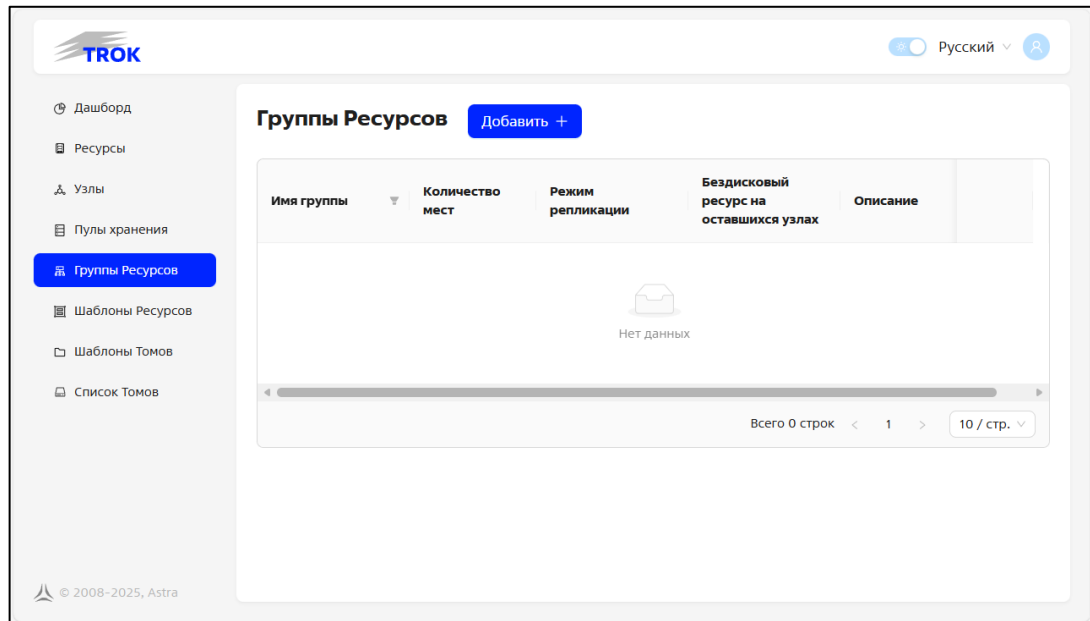 TROK
Русский
Дашборд
Ресурсы
Узлы
Пулы хранения
Группы Ресурсов
Шаблоны Ресурсов
Шаблоны Томов
Список Томов
Группы Ресурсов
Добавить +
Имя группы
Количество
мест
Режим
репликации
Бездисковый
ресурс на
оставшихся узлах
Описание
Нет данных
Всего 0 строк < 1 >
10 / стр.
© 2008-2025, Astra